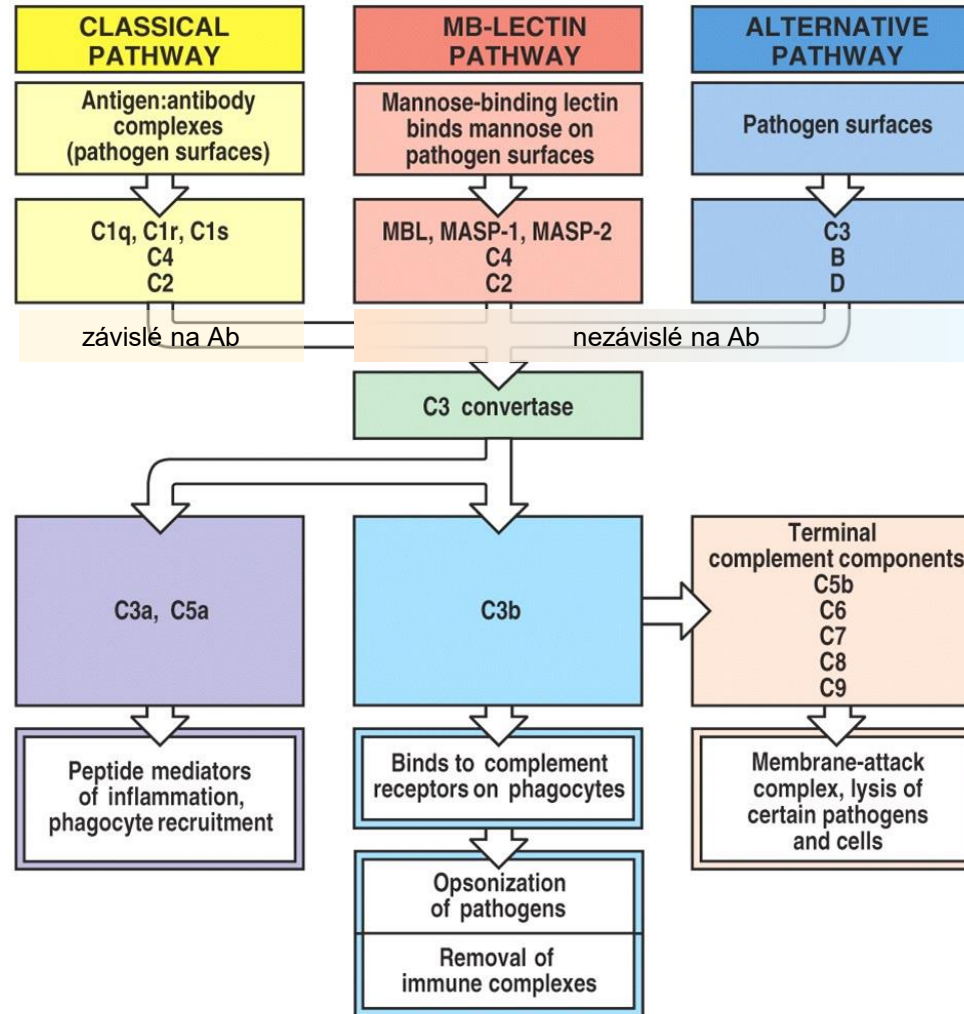 CLASSICAL
PATHWAY
MB-LECTIN
PATHWAY
ALTERNATIVE
PATHWAY
Antigen:antibody
complexes
(pathogen surfaces)
Mannose-binding lectin
binds mannose on
pathogen surfaces
Pathogen surfaces
C1q, C1r, C1s
C4
C2
MBL, MASP-1, MASP-2
C4
C2
C3
B
D
závislé na Ab
nezávislé na Ab
C3 convertase
C3a, C5a
C3b
Terminal
complement components
C5b
C6
C7
C8
C9
Peptide mediators
of inflammation,
phagocyte recruitment
Binds to complement
receptors on phagocytes
Membrane-attack
complex, lysis of
certain pathogens
and cells
Opsonization
of pathogens
Removal of
immune complexes